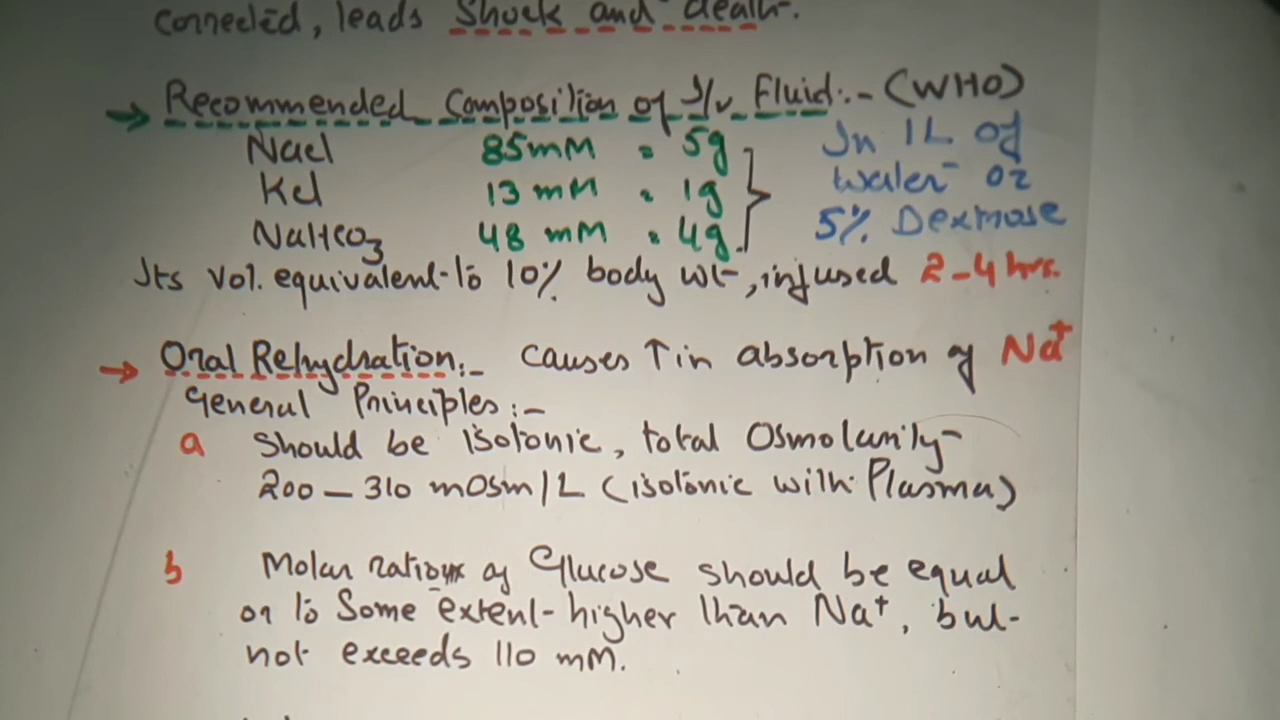 corrected, leads Shock and death.
→ Recommended Composition of I/v Fluid:- (WHO)
Nacl 85mM = 5g In 1L of
Kcl 13 mM = 1g water or
NaHco3 48 mM = 4g. 5% Dextrose
Its Vol. equivalent to 10% body wt, infused 2-4 hrs.
→ Oral Rehydration:- causes ↑ in absorption of Na+
General Principles:-
a Should be Isotonic, total Osmolarity
200 – 310 mOsm/L (isotonic with Plasma)
b Molar ratio of Glucose should be equal
or to Some extent higher than Na+, but
not exceeds 110 mM.